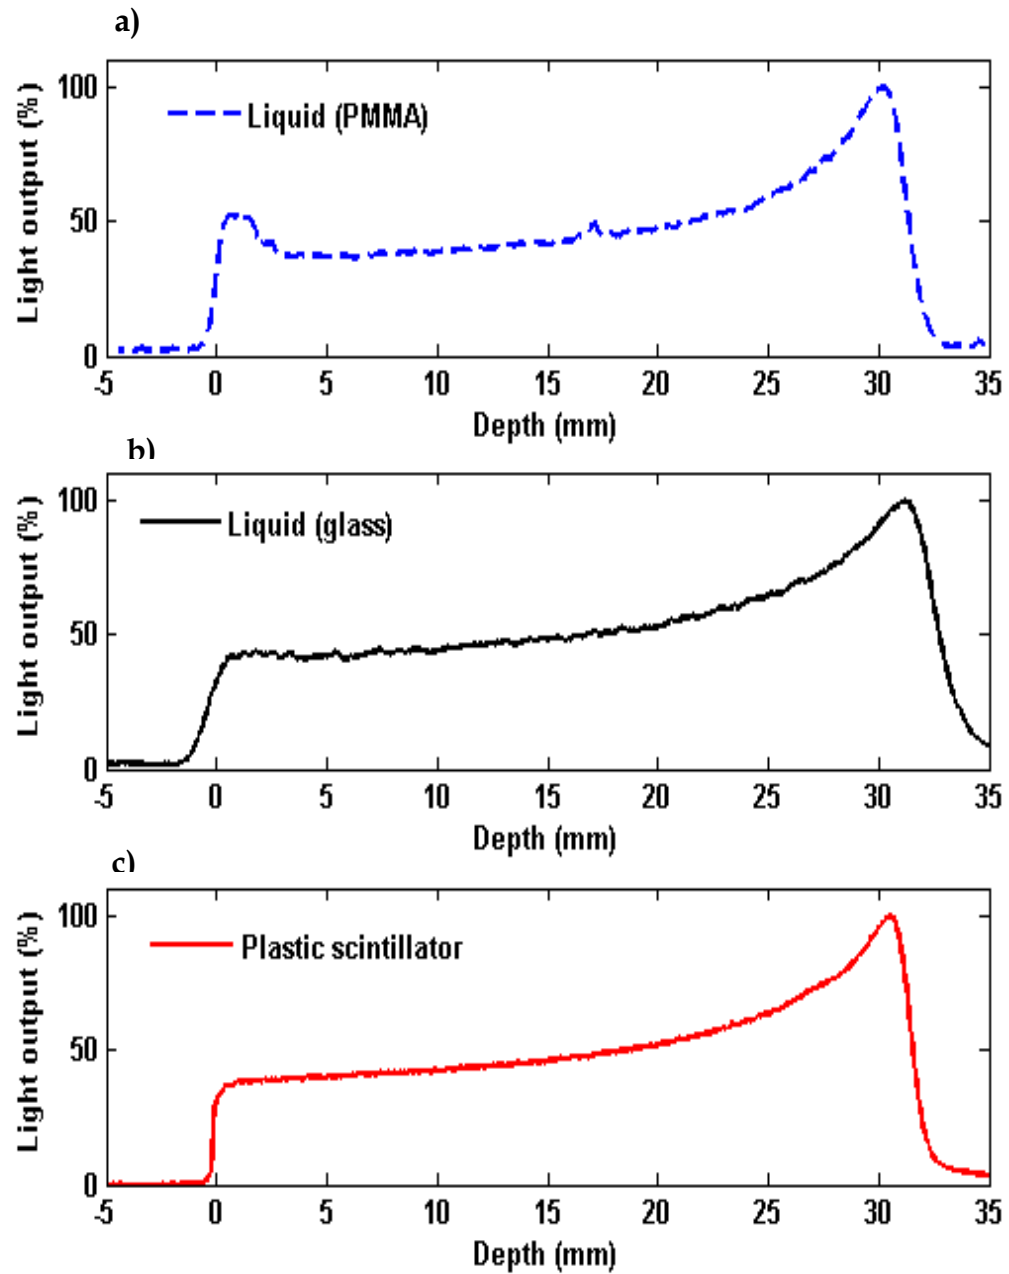 a)
Light output (%)
100
50
0
Liquid (PMMA)
-5 0 5 10 15 20 25 30 35
Depth (mm)
b)
Light output (%)
100
50
0
Liquid (glass)
-5 0 5 10 15 20 25 30 35
Depth (mm)
c)
Light output (%)
100
50
0
Plastic scintillator
-5 0 5 10 15 20 25 30 35
Depth (mm)